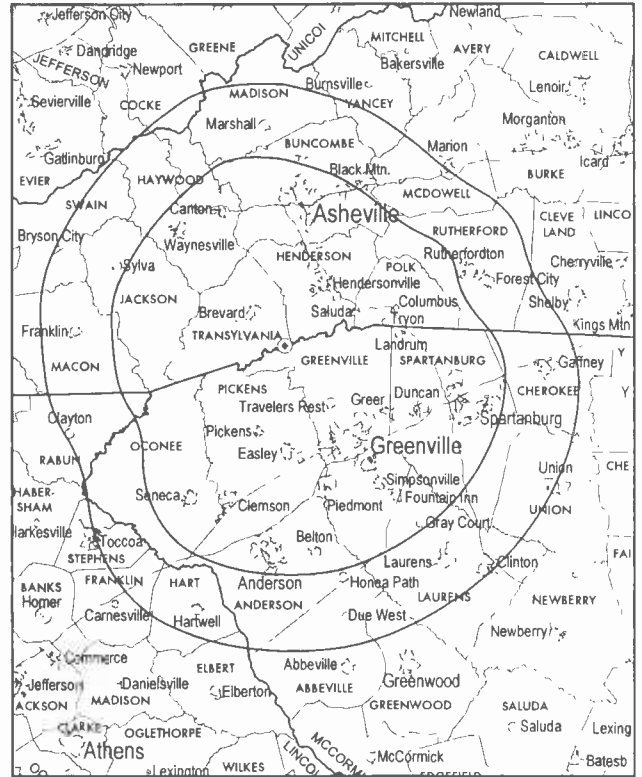 Jefferson City
Newland
Dandridge
GREENE
UNICOI
MITCHELL
AVERY
JEFFERSON
Newport
Bakersville
CALDWELL
Sevierville
COCKE
MADISON
Burnsville
YANCEY
Lenoir
Marshall
Morganton
Gatlinburg
BUNCOMBE
Marion
Icard
EVIER
HAYWOOD
Black Mtn.
BURKE
SWAIN
Canton
Asheville
MCDOWELL
CLEVE
LAND
LINCO
Bryson City
Waynesville
RUTHERFORD
Sylva
HENDERSON
POLK
Rutherfordton
Cherryville
JACKSON
Hendersonville
Forest City
Brevard
Saluda
Columbus
Shelby
Franklin
TRANSYLVANIA
Tryon
Kings Mtn
MACON
Landrum
GREENVILLE
SPARTANBURG
Gaffney
Y
PICKENS
Greer
Duncan
CHEROKEE
Y
Clayton
Travelers Rest
Spartanburg
Pickens
OCONEE
Greenville
RABUN
Easley
Union
CHE
HABER-
SHAM
Seneca
Simpsonville
Clemson
Piedmont
Fountain Inn
UNION
Harkesville
Toccoa
Belton
Gray Court
STEPHENS
Laurens
Clinton
FAI
BANKS
FRANKLIN
HART
Anderson
Honea Path
Homer
ANDERSON
LAURENS
NEWBERRY
Carnesville
Hartwell
Due West
Newberry
Commerce
ELBERT
Abbeville
Jefferson
Danielsville
Elberton
ABBEVILLE
Greenwood
ACKSON
MADISON
GREENWOOD
SALUDA
CLARKE
OGLETHORPE
Saluda
Lexing
Athens
MCCORM
LINCOL
McCormick
Batesb
Lexington
WILKES
EDGEFIELD